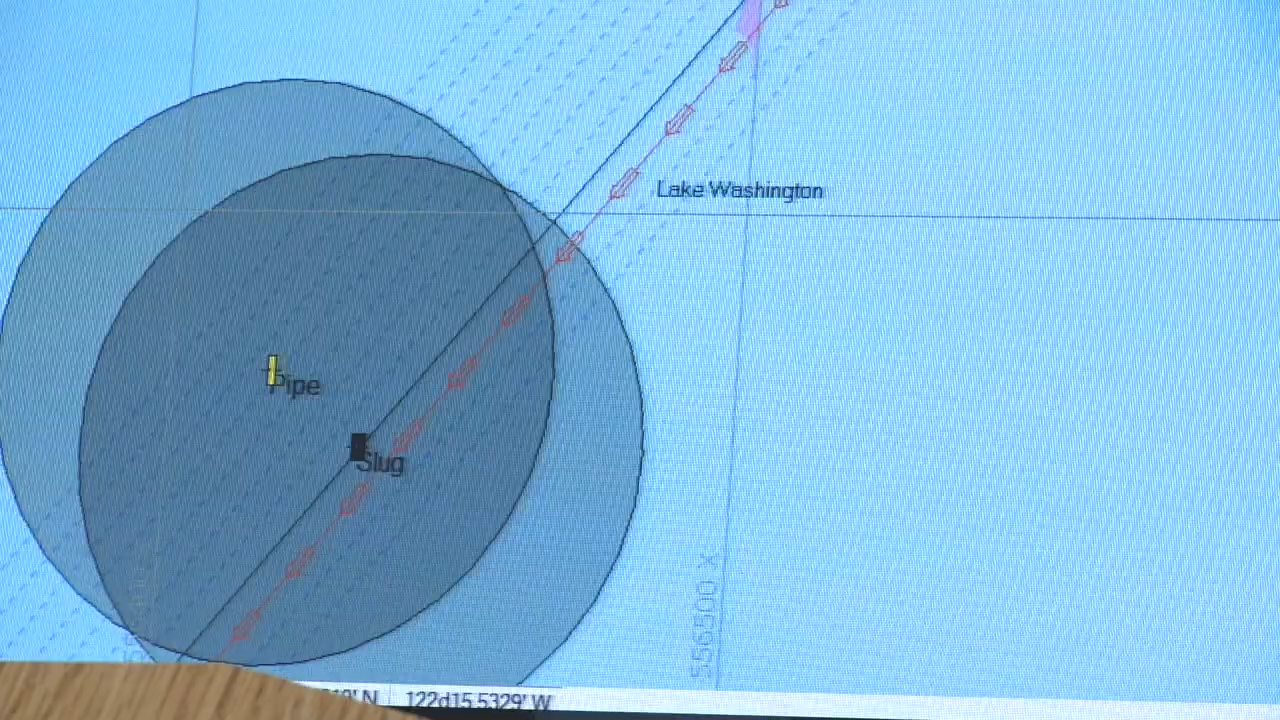 Lake Washington
Pipe
Slug
556500 X
' N 122d15.5329' W